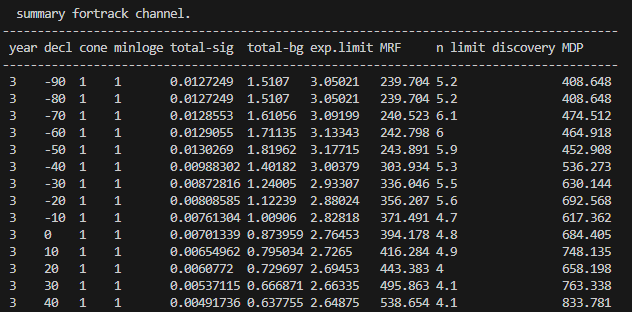 summary fortrack channel.
year decl cone minloge total-sig total-bg exp.limit MRF n limit discovery MDP
3 -90 1 1 0.0127249 1.5107 3.05021 239.704 5.2 408.648
3 -80 1 1 0.0127249 1.5107 3.05021 239.704 5.2 408.648
3 -70 1 1 0.0128553 1.61056 3.09199 240.523 6.1 474.512
3 -60 1 1 0.0129055 1.71135 3.13343 242.798 6 464.918
3 -50 1 1 0.0130269 1.81962 3.17715 243.891 5.9 452.908
3 -40 1 1 0.00988302 1.40182 3.00379 303.934 5.3 536.273
3 -30 1 1 0.00872816 1.24005 2.93307 336.046 5.5 630.144
3 -20 1 1 0.00808585 1.12239 2.88024 356.207 5.6 692.568
3 -10 1 1 0.00761304 1.00906 2.82818 371.491 4.7 617.362
3 0 1 1 0.00701339 0.873959 2.76453 394.178 4.8 684.405
3 10 1 1 0.00654962 0.795034 2.7265 416.284 4.9 748.135
3 20 1 1 0.0060772 0.729697 2.69453 443.383 4 658.198
3 30 1 1 0.00537115 0.666871 2.66335 495.863 4.1 763.338
3 40 1 1 0.00491736 0.637755 2.64875 538.654 4.1 833.781